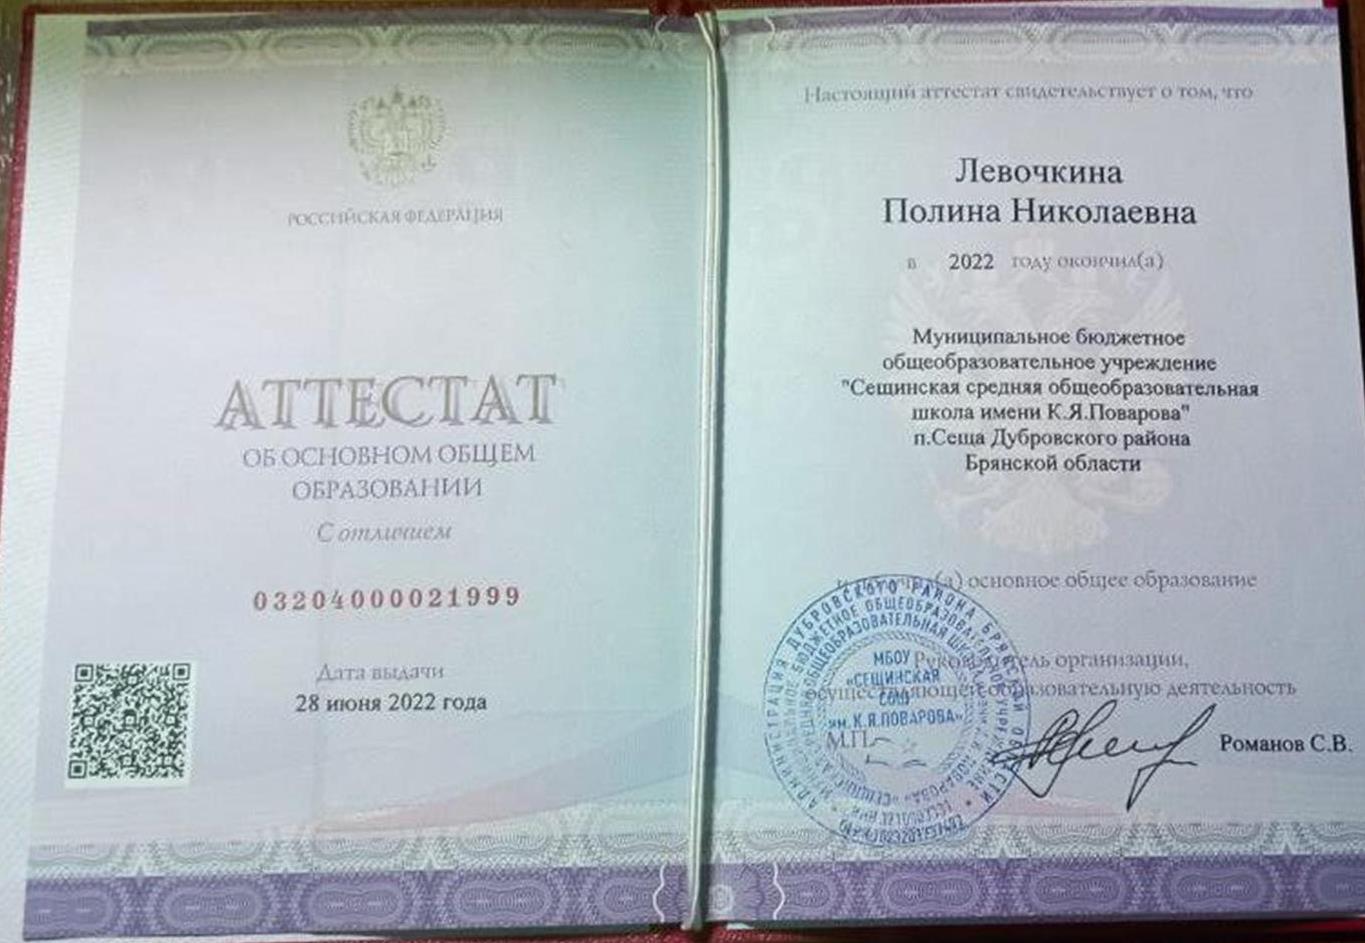 РОССИЙСКАЯ ФЕДЕРАЦИЯ
АТТЕСТАТ
ОБ ОСНОВНОМ ОБЩЕМ
ОБРАЗОВАНИИ
С отличием
03204000021999
Дата выдачи
28 июня 2022 года
Настоящий аттестат свидетельствует о том, что
Левочкина
Полина Николаевна
в 2022 году окончил(а)
Муниципальное бюджетное
общеобразовательное учреждение
"Сещинская средняя общеобразовательная
школа имени К.Я.Поварова"
п.Сеща Дубровского района
Брянской области
и получил(а) основное общее образование
Руководитель организации,
осуществляющей образовательную деятельность
М.П.
Романов С.В.
МБОУ
«СЕЩИНСКАЯ
СОШ
им. К.Я.ПОВАРОВА»